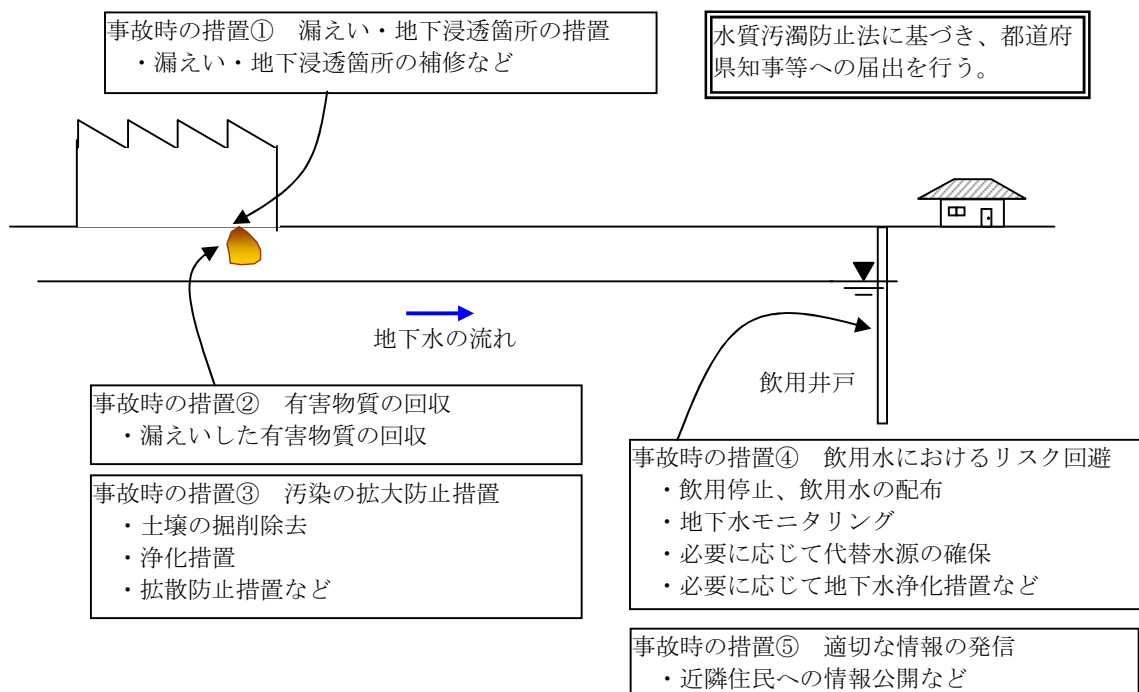 事故時の措置① 漏えい・地下浸透箇所の措置
・漏えい・地下浸透箇所の補修など
水質汚濁防止法に基づき、都道府
県知事等への届出を行う。
地下水の流れ
飲用井戸
事故時の措置② 有害物質の回収
・漏えいした有害物質の回収
事故時の措置③ 汚染の拡大防止措置
・土壌の掘削除去
・浄化措置
・拡散防止措置など
事故時の措置④ 飲用水におけるリスク回避
・飲用停止、飲用水の配布
・地下水モニタリング
・必要に応じて代替水源の確保
・必要に応じて地下水浄化措置など
事故時の措置⑤ 適切な情報の発信
・近隣住民への情報公開など